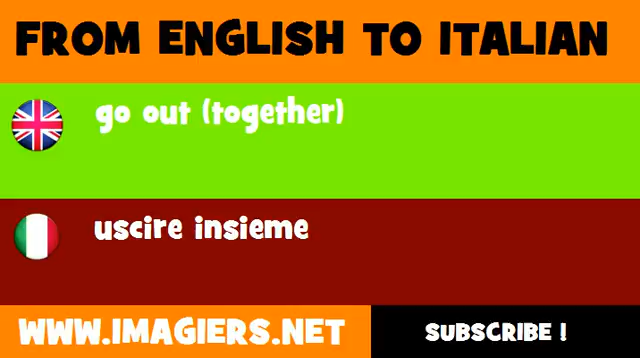 FROM ENGLISH TO ITALIAN
go out (together)
uscire insieme
WWW.IMAGIERS.NET
SUBSCRIBE !